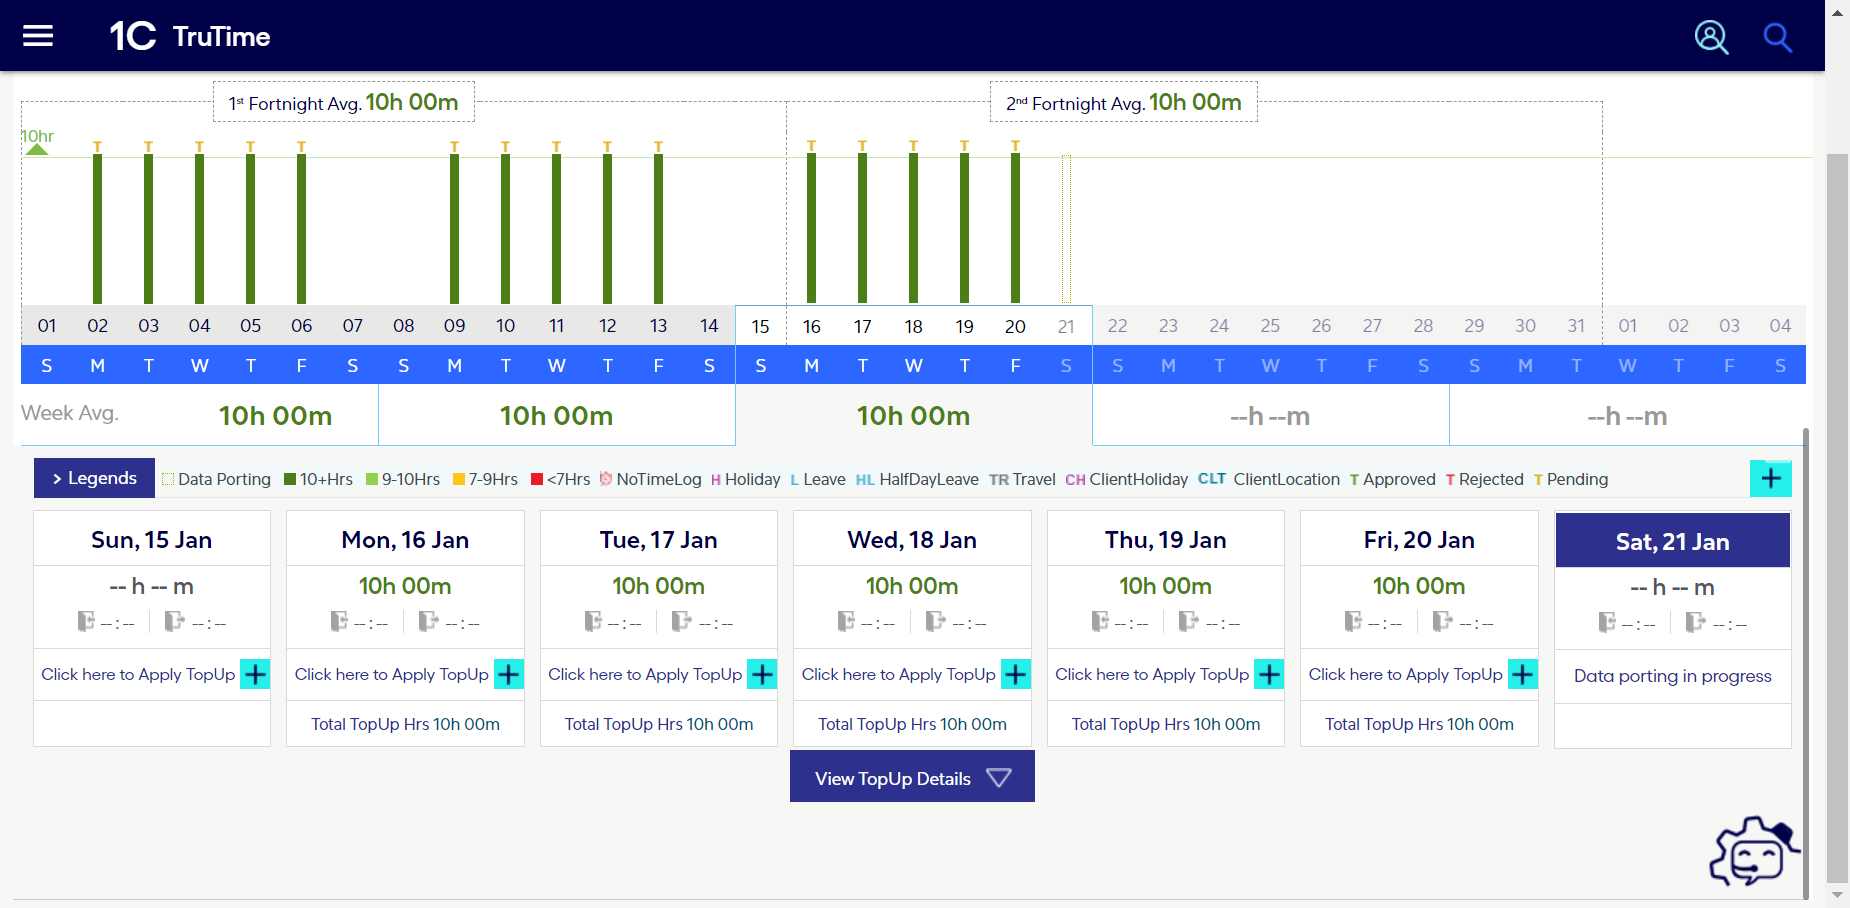 1C TruTime
1st Fortnight Avg. 10h 00m
2nd Fortnight Avg. 10h 00m
10hr
T T T T T T T T T T T T T T T
01 02 03 04 05 06 07 08 09 10 11 12 13 14 15 16 17 18 19 20 21 22 23 24 25 26 27 28 29 30 31 01 02 03 04
S M T W T F S S M T W T F S S M T W T F S S M T W T F S S M T W T F S
Week Avg. 10h 00m 10h 00m 10h 00m --h --m --h --m
> Legends Data Porting 10+Hrs 9-10Hrs 7-9Hrs <7Hrs NoTimeLog H Holiday L Leave HL HalfDayLeave TR Travel CH ClientHoliday CLT ClientLocation T Approved T Rejected T Pending +
Sun, 15 Jan Mon, 16 Jan Tue, 17 Jan Wed, 18 Jan Thu, 19 Jan Fri, 20 Jan Sat, 21 Jan
-- h -- m 10h 00m 10h 00m 10h 00m 10h 00m 10h 00m -- h -- m
--:-- --:-- --:-- --:-- --:-- --:-- --:-- --:-- --:-- --:-- --:-- --:-- --:-- --:--
Click here to Apply TopUp + Click here to Apply TopUp + Click here to Apply TopUp + Click here to Apply TopUp + Click here to Apply TopUp + Click here to Apply TopUp + Data porting in progress
Total TopUp Hrs 10h 00m Total TopUp Hrs 10h 00m Total TopUp Hrs 10h 00m Total TopUp Hrs 10h 00m Total TopUp Hrs 10h 00m
View TopUp Details